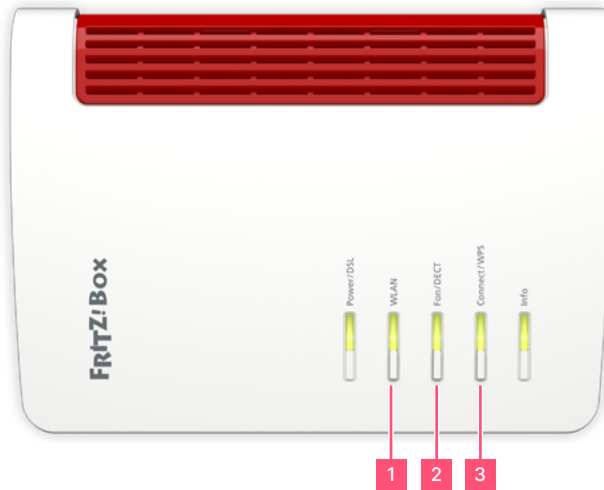 FRITZ!Box
Power/DSL
WLAN
Fon/DECT
Connect/WPS
Info
1
2
3